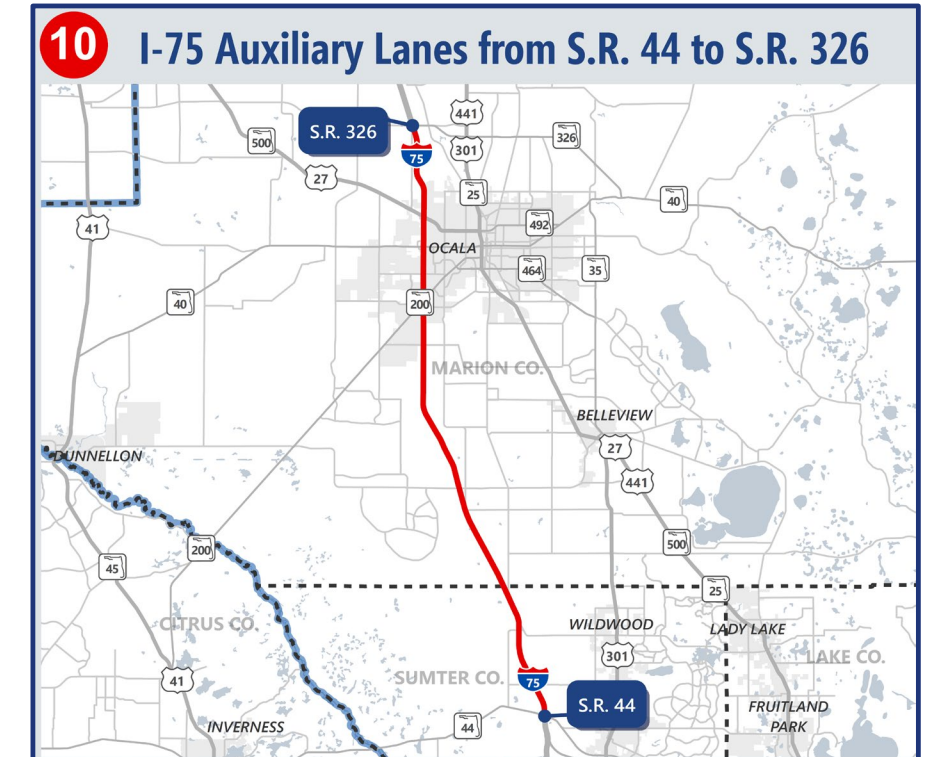 10
I-75 Auxiliary Lanes from S.R. 44 to S.R. 326
S.R. 326
441
500
326
75
301
27
25
40
492
41
OCALA
464
35
40
200
MARION CO.
BELLEVIEW
27
DUNNELLON
441
200
500
45
25
CITRUS CO.
WILDWOOD
LADY LAKE
301
LAKE CO.
SUMTER CO.
75
41
S.R. 44
FRUITLAND
PARK
44
INVERNESS